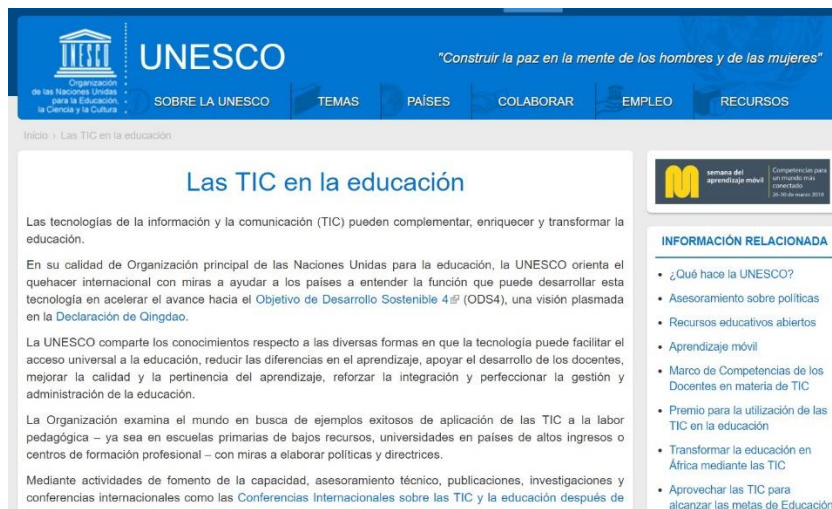 UNESCO
"Construir la paz en la mente de los hombres y de las mujeres"
Organización
de las Naciones Unidas
para la Educación,
la Ciencia y la Cultura
SOBRE LA UNESCO TEMAS PAÍSES COLABORAR EMPLEO RECURSOS
Inicio › Las TIC en la educación
Las TIC en la educación
Las tecnologías de la información y la comunicación (TIC) pueden complementar, enriquecer y transformar la
educación.
En su calidad de Organización principal de las Naciones Unidas para la educación, la UNESCO orienta el
quehacer internacional con miras a ayudar a los países a entender la función que puede desarrollar esta
tecnología en acelerar el avance hacia el Objetivo de Desarrollo Sostenible 4 (ODS4), una visión plasmada
en la Declaración de Qingdao.
La UNESCO comparte los conocimientos respecto a las diversas formas en que la tecnología puede facilitar el
acceso universal a la educación, reducir las diferencias en el aprendizaje, apoyar el desarrollo de los docentes,
mejorar la calidad y la pertinencia del aprendizaje, reforzar la integración y perfeccionar la gestión y
administración de la educación.
La Organización examina el mundo en busca de ejemplos exitosos de aplicación de las TIC a la labor
pedagógica – ya sea en escuelas primarias de bajos recursos, universidades en países de altos ingresos o
centros de formación profesional – con miras a elaborar políticas y directrices.
Mediante actividades de fomento de la capacidad, asesoramiento técnico, publicaciones, investigaciones y
conferencias internacionales como las Conferencias Internacionales sobre las TIC y la educación después de
semana del
aprendizaje móvil
Competencias para
un mundo más
conectado
26-30 de marzo 2018
INFORMACIÓN RELACIONADA
• ¿Qué hace la UNESCO?
• Asesoramiento sobre políticas
• Recursos educativos abiertos
• Aprendizaje móvil
• Marco de Competencias de los
Docentes en materia de TIC
• Premio para la utilización de las
TIC en la educación
• Transformar la educación en
África mediante las TIC
• Aprovechar las TIC para
alcanzar las metas de Educación